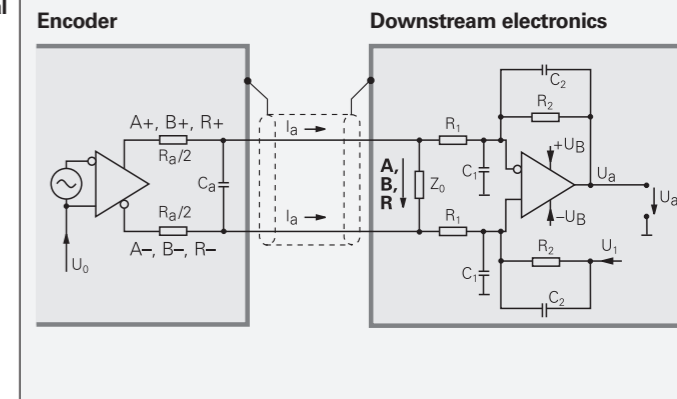 al
Encoder
Downstream electronics
C2
R2
A+, B+, R+
Ia
R1
+UB
Ra/2
Ca
A,
B,
R
Z0
C1
Ua
Ua
Ra/2
Ia
R1
–UB
A–, B–, R–
R2
U1
U0
C1
C2